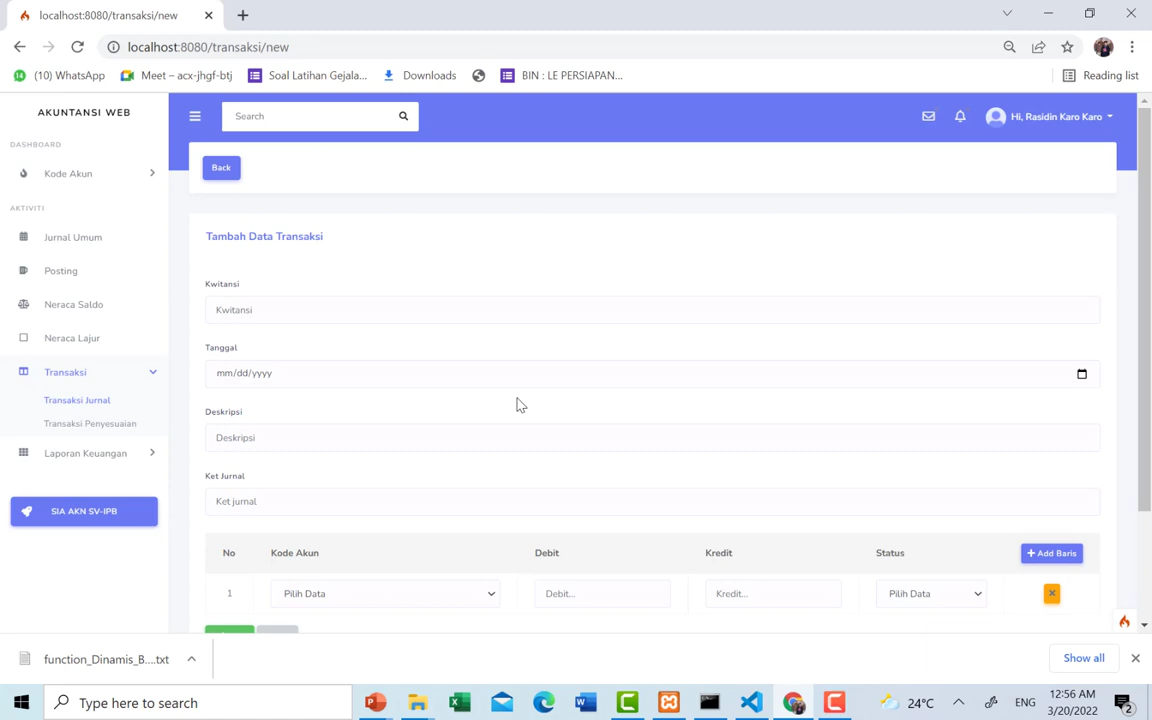 localhost:8080/transaksi/new
localhost:8080/transaksi/new
(10) WhatsApp
Meet – acx-jhgf-btj
Soal Latihan Gejala...
Downloads
BIN : LE PERSIAPAN...
Reading list
AKUNTANSI WEB
Search
Hi, Rasidin Karo Karo
DASHBOARD
Kode Akun
Back
AKTIVITI
Jurnal Umum
Posting
Neraca Saldo
Neraca Lajur
Transaksi
Transaksi Jurnal
Transaksi Penyesuaian
Laporan Keuangan
SIA AKN SV-IPB
Tambah Data Transaksi
Kwitansi
Kwitansi
Tanggal
mm/dd/yyyy
Deskripsi
Deskripsi
Ket Jurnal
Ket jurnal
No Kode Akun Debit Kredit Status + Add Baris
1 Pilih Data Debit... Kredit... Pilih Data
function_Dinamis_B....txt
Show all
Type here to search
24°C
ENG
12:56 AM
3/20/2022
2